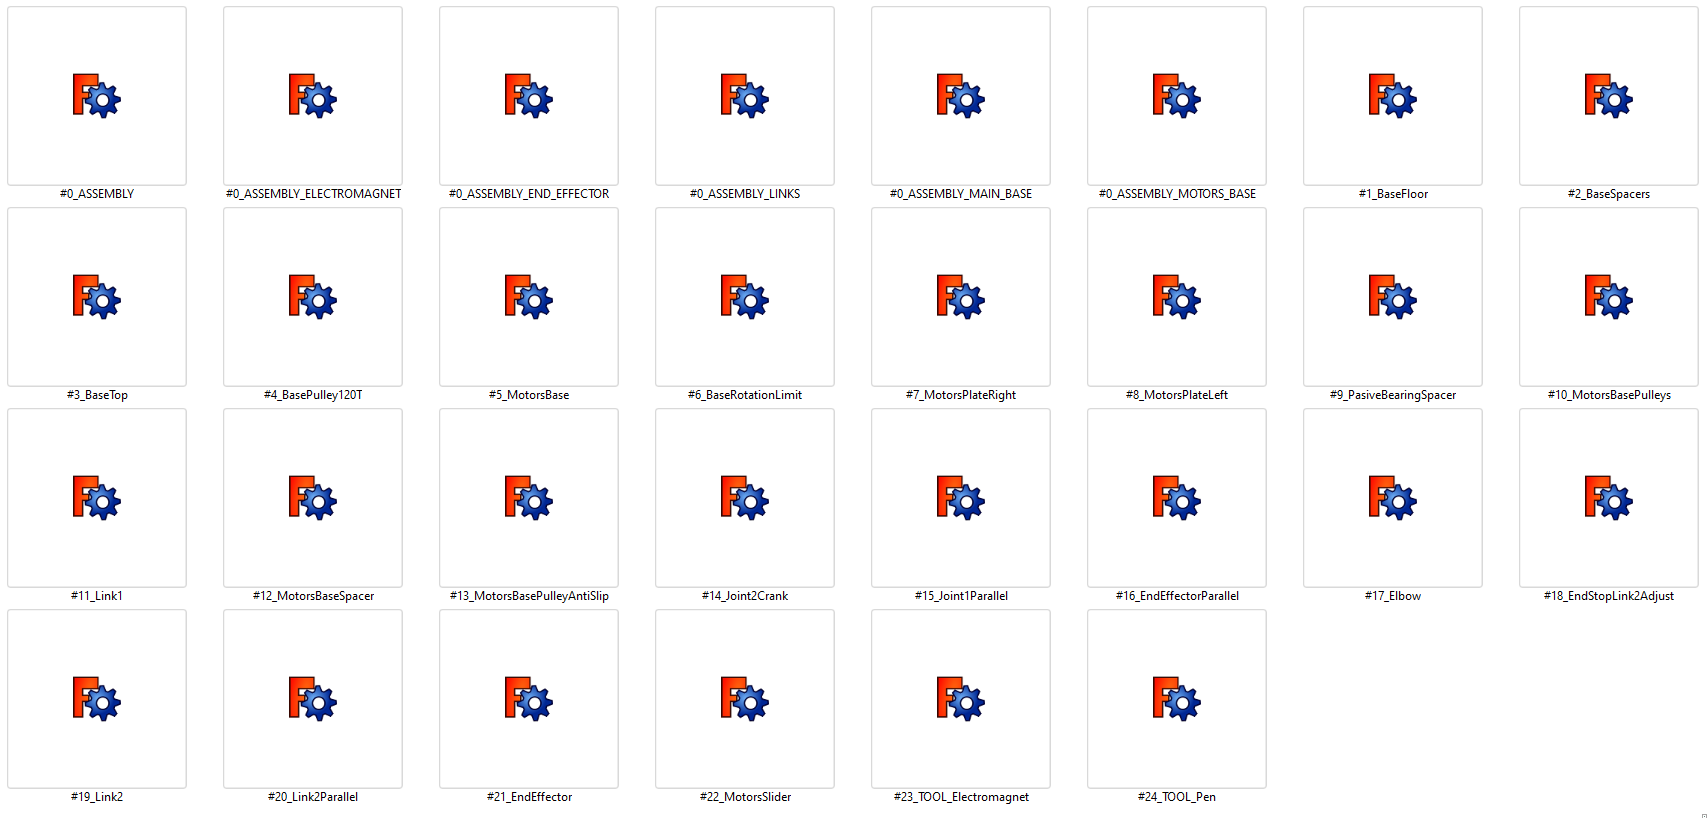 #0_ASSEMBLY
#0_ASSEMBLY_ELECTROMAGNET
#0_ASSEMBLY_END_EFFECTOR
#0_ASSEMBLY_LINKS
#0_ASSEMBLY_MAIN_BASE
#0_ASSEMBLY_MOTORS_BASE
#1_BaseFloor
#2_BaseSpacers
#3_BaseTop
#4_BasePulley120T
#5_MotorsBase
#6_BaseRotationLimit
#7_MotorsPlateRight
#8_MotorsPlateLeft
#9_PasiveBearingSpacer
#10_MotorsBasePulleys
#11_Link1
#12_MotorsBaseSpacer
#13_MotorsBasePulleyAntiSlip
#14_Joint2Crank
#15_Joint1Parallel
#16_EndEffectorParallel
#17_Elbow
#18_EndStopLink2Adjust
#19_Link2
#20_Link2Parallel
#21_EndEffector
#22_MotorsSlider
#23_TOOL_Electromagnet
#24_TOOL_Pen